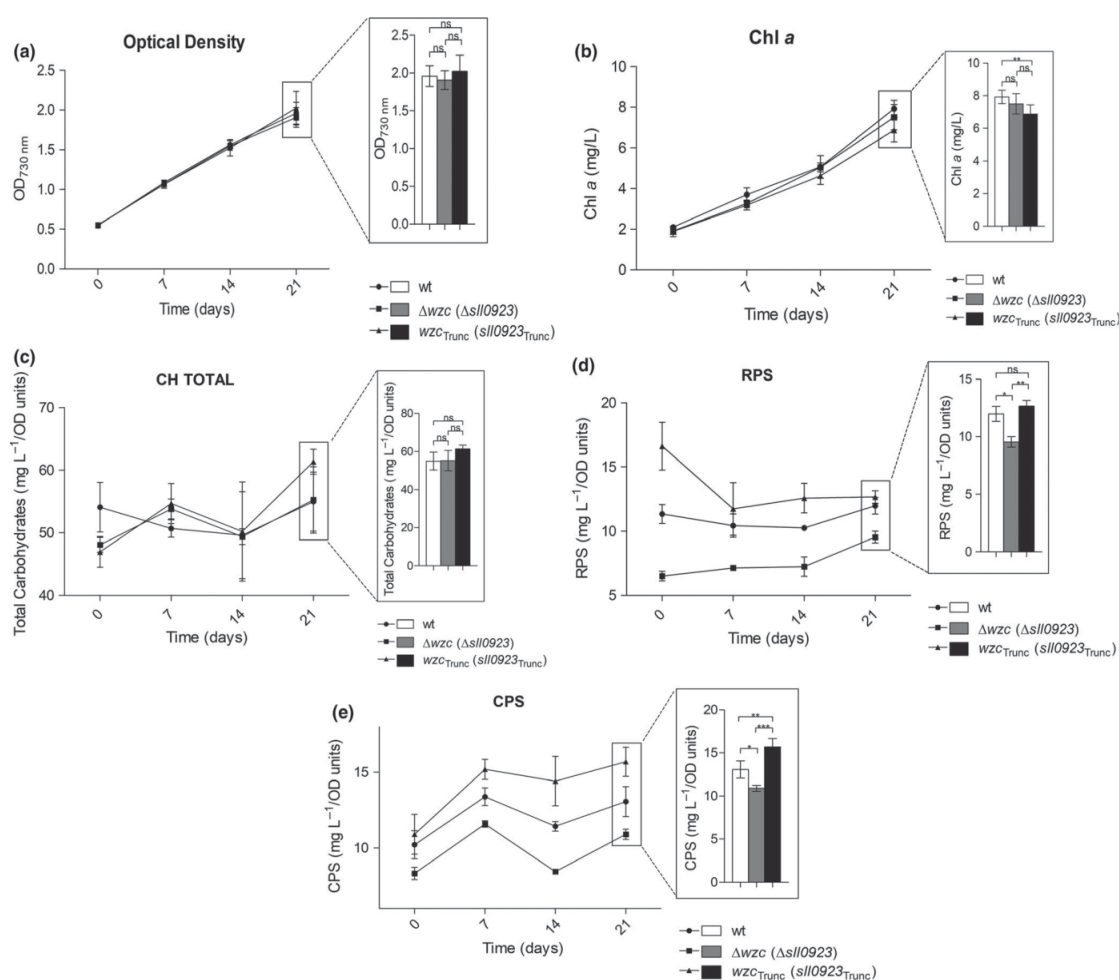 (a)
Optical Density
OD730 nm
2.5
2.0
1.5
1.0
0.5
0.0
0
7
14
21
Time (days)
OD730 nm
2.5
2.0
1.5
1.0
0.5
0.0
ns
ns
ns
wt
Δwzc (Δsll0923)
wzcTrunc (sll0923Trunc)
(b)
Chl a
Chl a (mg/L)
10
8
6
4
2
0
0
7
14
21
Time (days)
Chl a (mg/L)
10
8
6
4
2
0
**
ns
ns
wt
Δwzc (Δsll0923)
wzcTrunc (sll0923Trunc)
(c)
CH TOTAL
Total Carbohydrates (mg L−1/OD units)
70
60
50
40
0
7
14
21
Time (days)
Total Carbohydrates (mg L−1/OD units)
80
60
40
20
0
ns
ns
ns
wt
Δwzc (Δsll0923)
wzcTrunc (sll0923Trunc)
(d)
RPS
RPS (mg L−1/OD units)
20
15
10
5
0
7
14
21
Time (days)
RPS (mg L−1/OD units)
15
10
5
0
ns
*
**
wt
Δwzc (Δsll0923)
wzcTrunc (sll0923Trunc)
(e)
CPS
CPS (mg L−1/OD units)
15
10
0
7
14
21
Time (days)
CPS (mg L−1/OD units)
20
15
10
5
0
**
*
***
wt
Δwzc (Δsll0923)
wzcTrunc (sll0923Trunc)